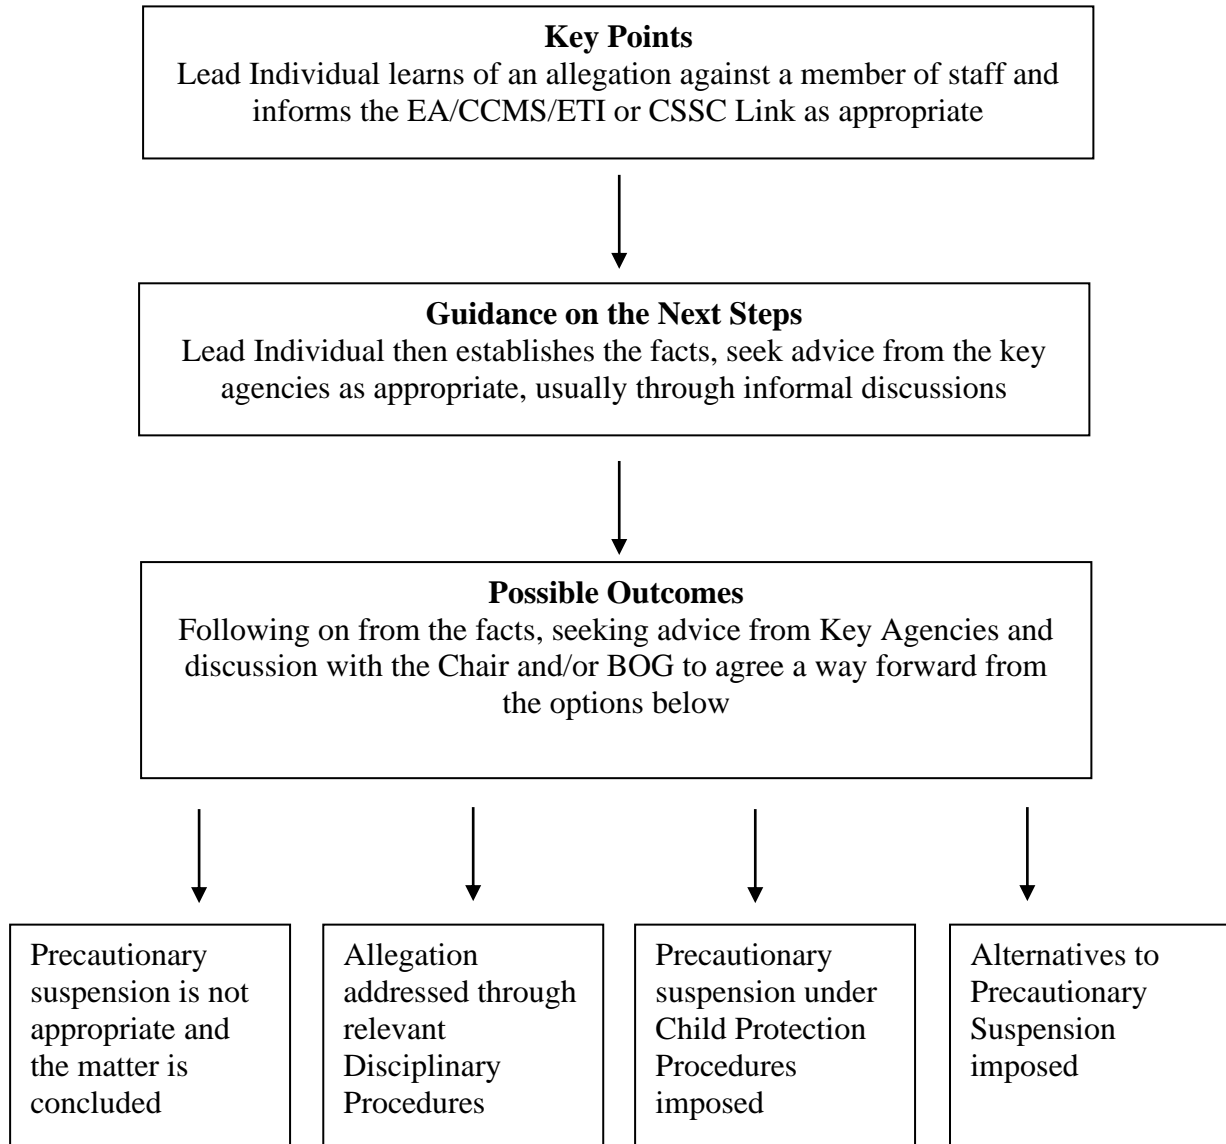 Key Points
Lead Individual learns of an allegation against a member of staff and
informs the EA/CCMS/ETI or CSSC Link as appropriate
Guidance on the Next Steps
Lead Individual then establishes the facts, seek advice from the key
agencies as appropriate, usually through informal discussions
Possible Outcomes
Following on from the facts, seeking advice from Key Agencies and
discussion with the Chair and/or BOG to agree a way forward from
the options below
Precautionary
suspension is not
appropriate and
the matter is
concluded
Allegation
addressed through
relevant
Disciplinary
Procedures
Precautionary
suspension under
Child Protection
Procedures
imposed
Alternatives to
Precautionary
Suspension
imposed